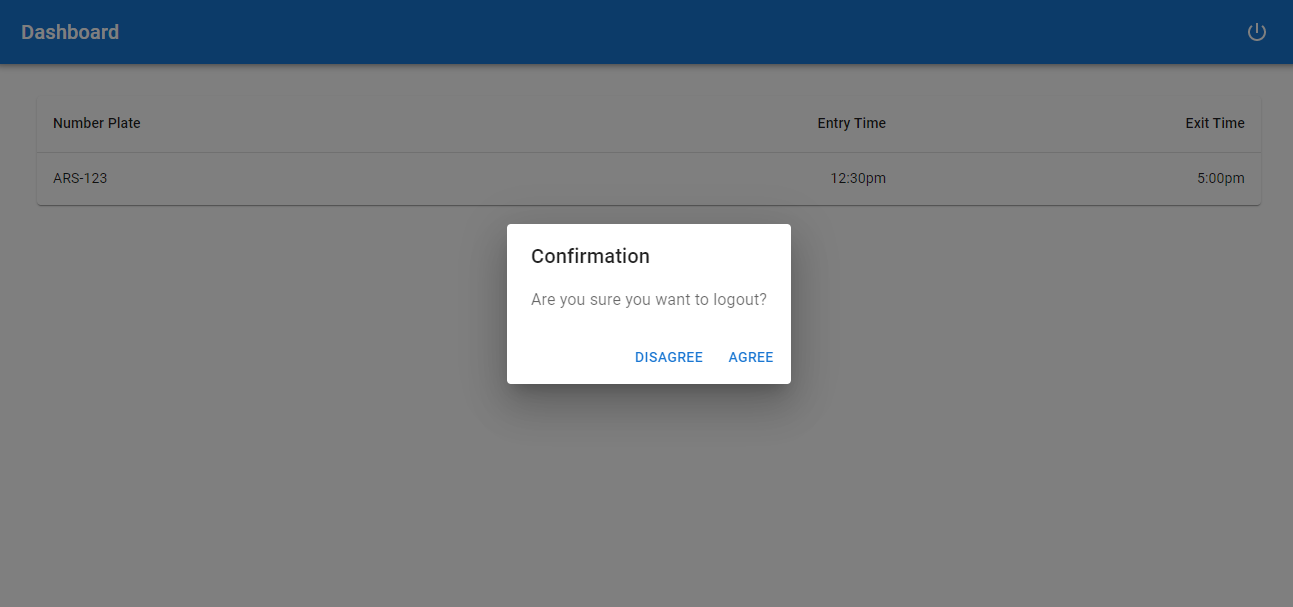 Dashboard
Number Plate Entry Time Exit Time
ARS-123 12:30pm 5:00pm
Confirmation
Are you sure you want to logout?
DISAGREE AGREE